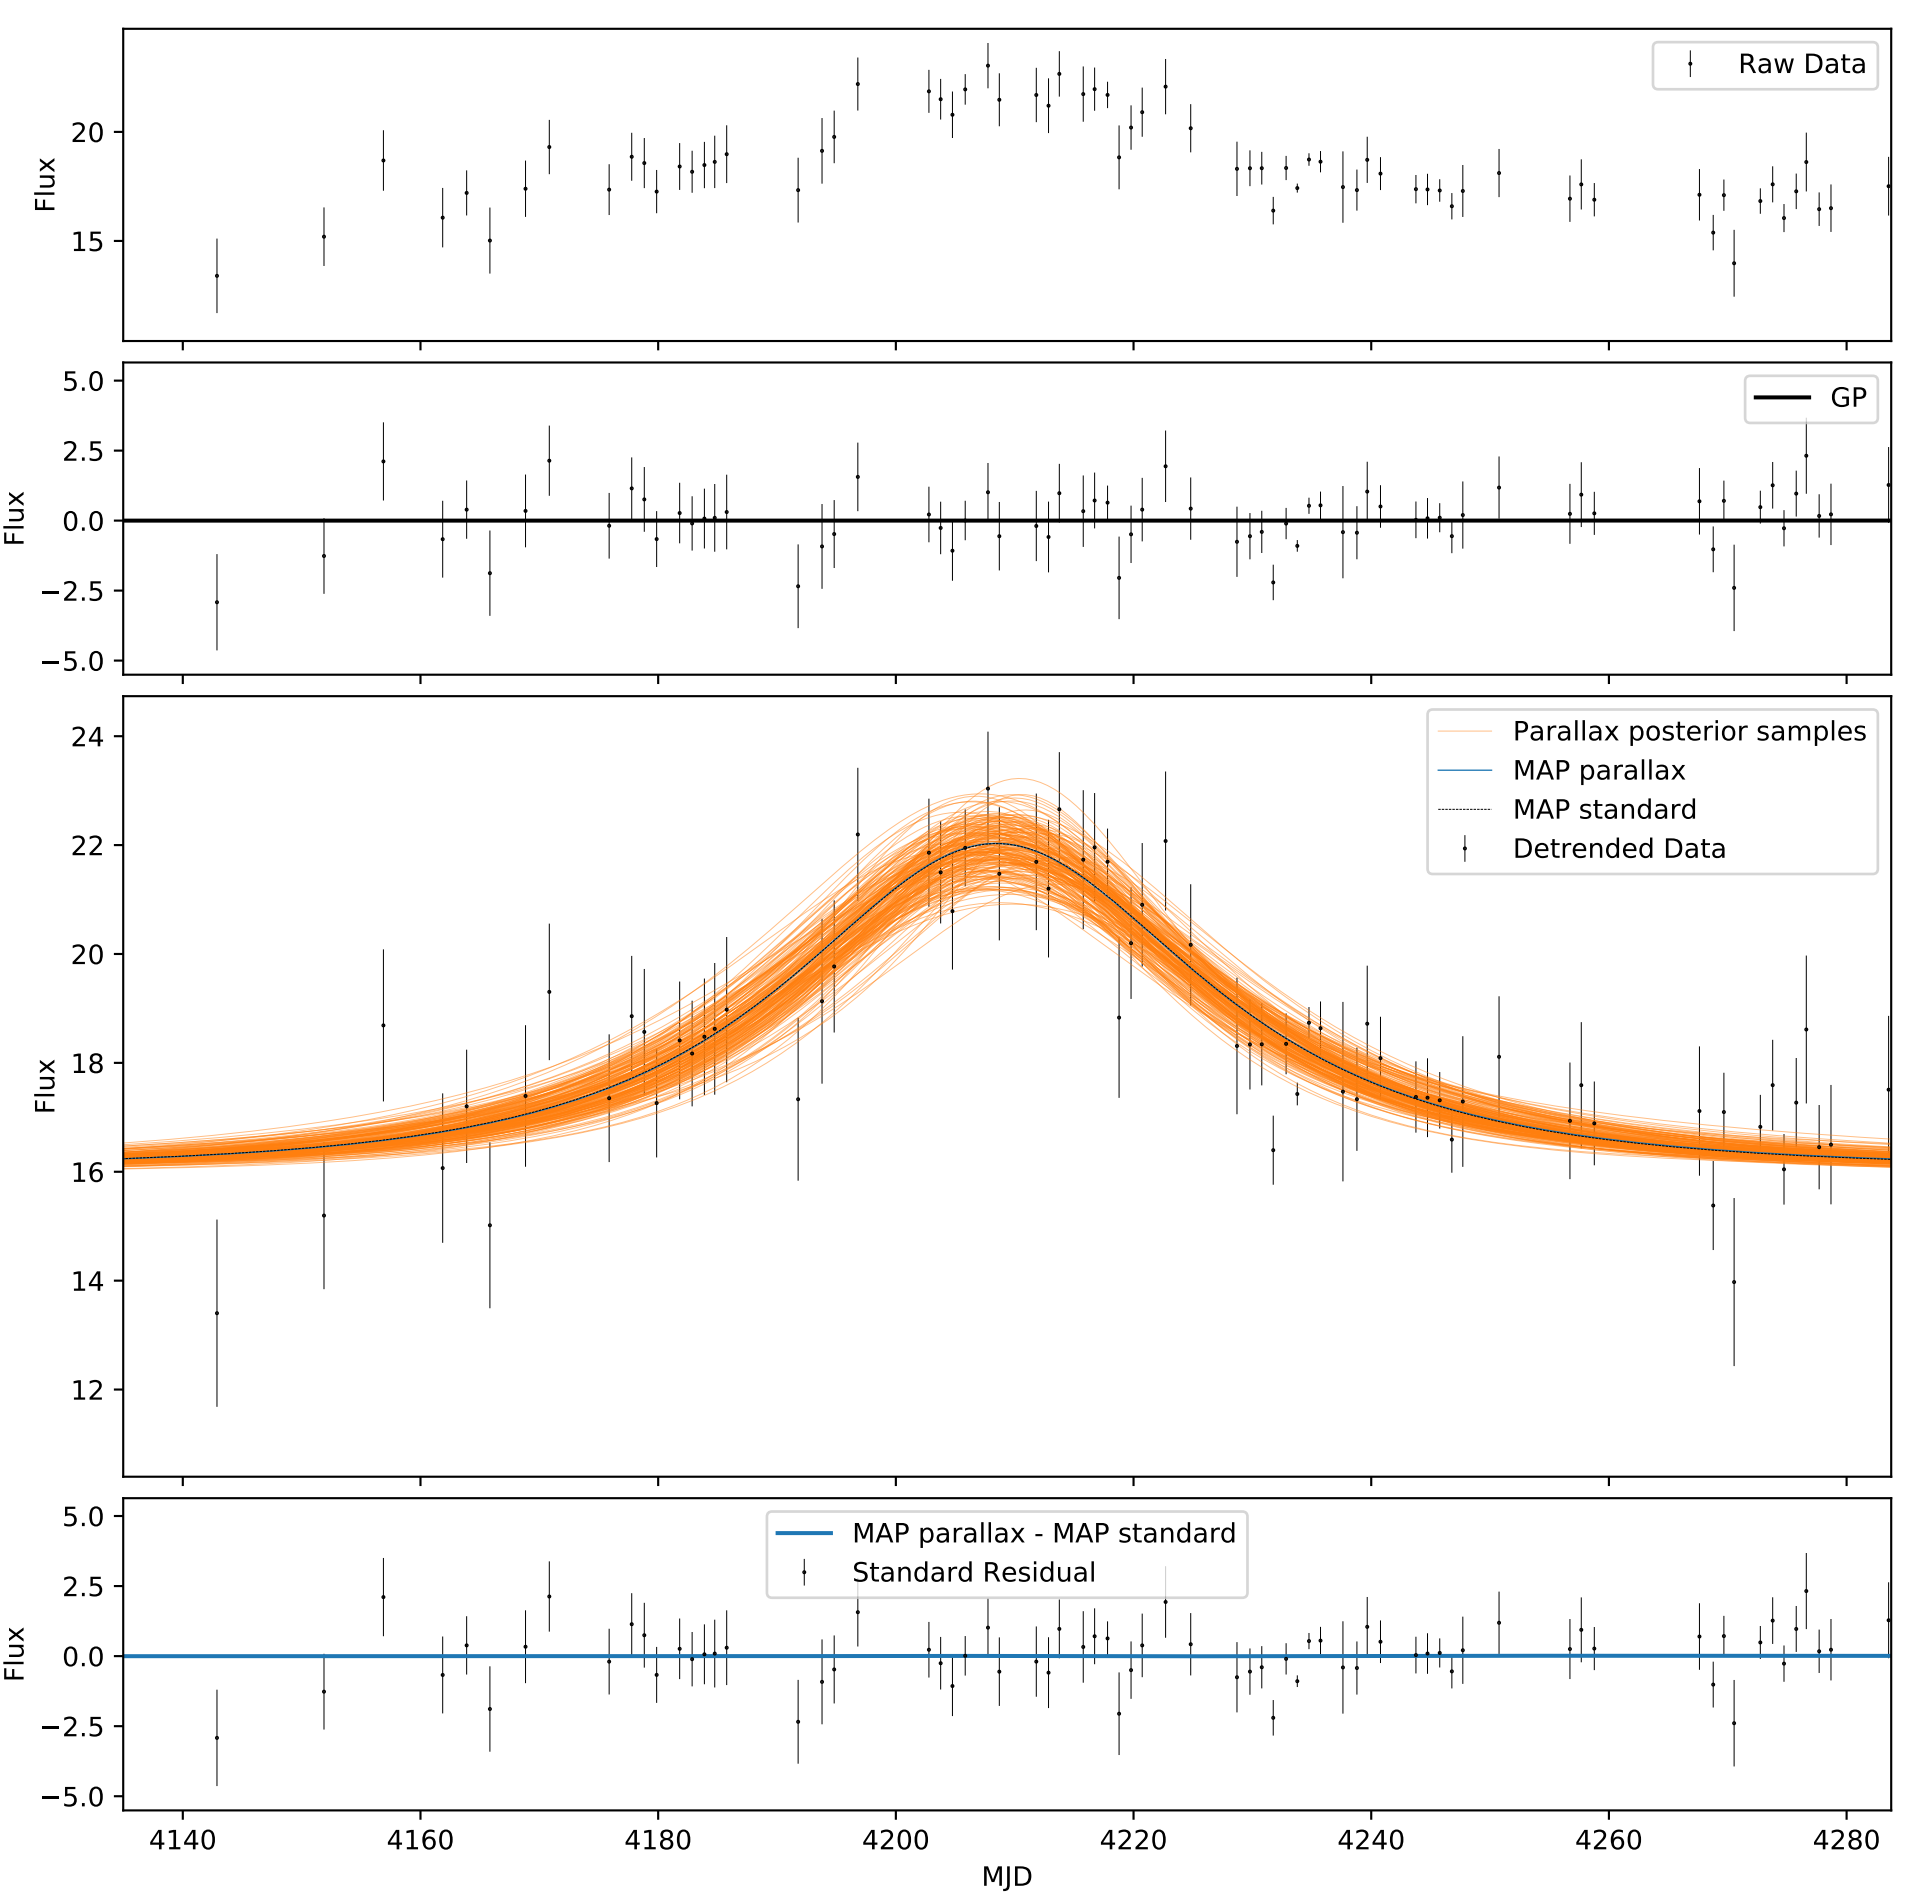 Raw Data
20
15
Flux
GP
5.0
2.5
0.0
−2.5
−5.0
Flux
Parallax posterior samples
MAP parallax
MAP standard
Detrended Data
24
22
20
18
16
14
12
Flux
MAP parallax - MAP standard
Standard Residual
5.0
2.5
0.0
−2.5
−5.0
Flux
4140 4160 4180 4200 4220 4240 4260 4280
MJD